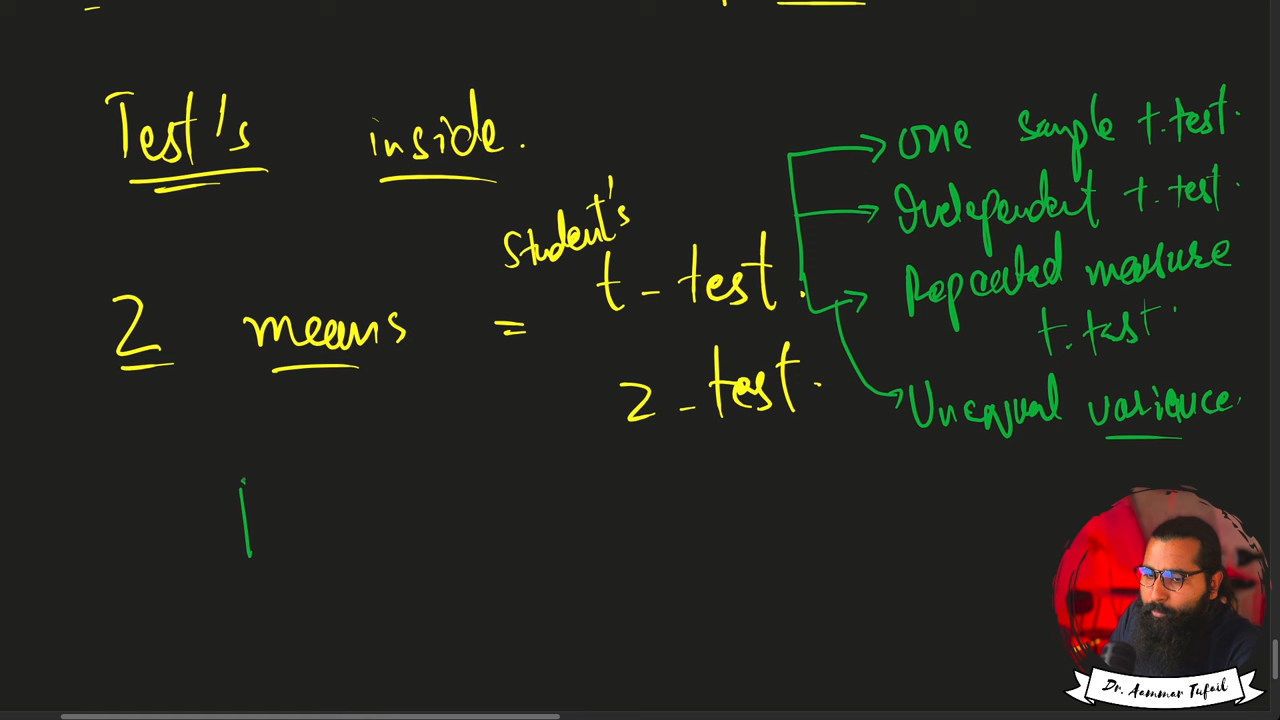 Test's inside.
Student's
2 means = t - test.
z - test.
one sample t.test.
Independent t.test.
Repeated measure
t.test.
Unequal variance.
Dr. Aammar Tufail